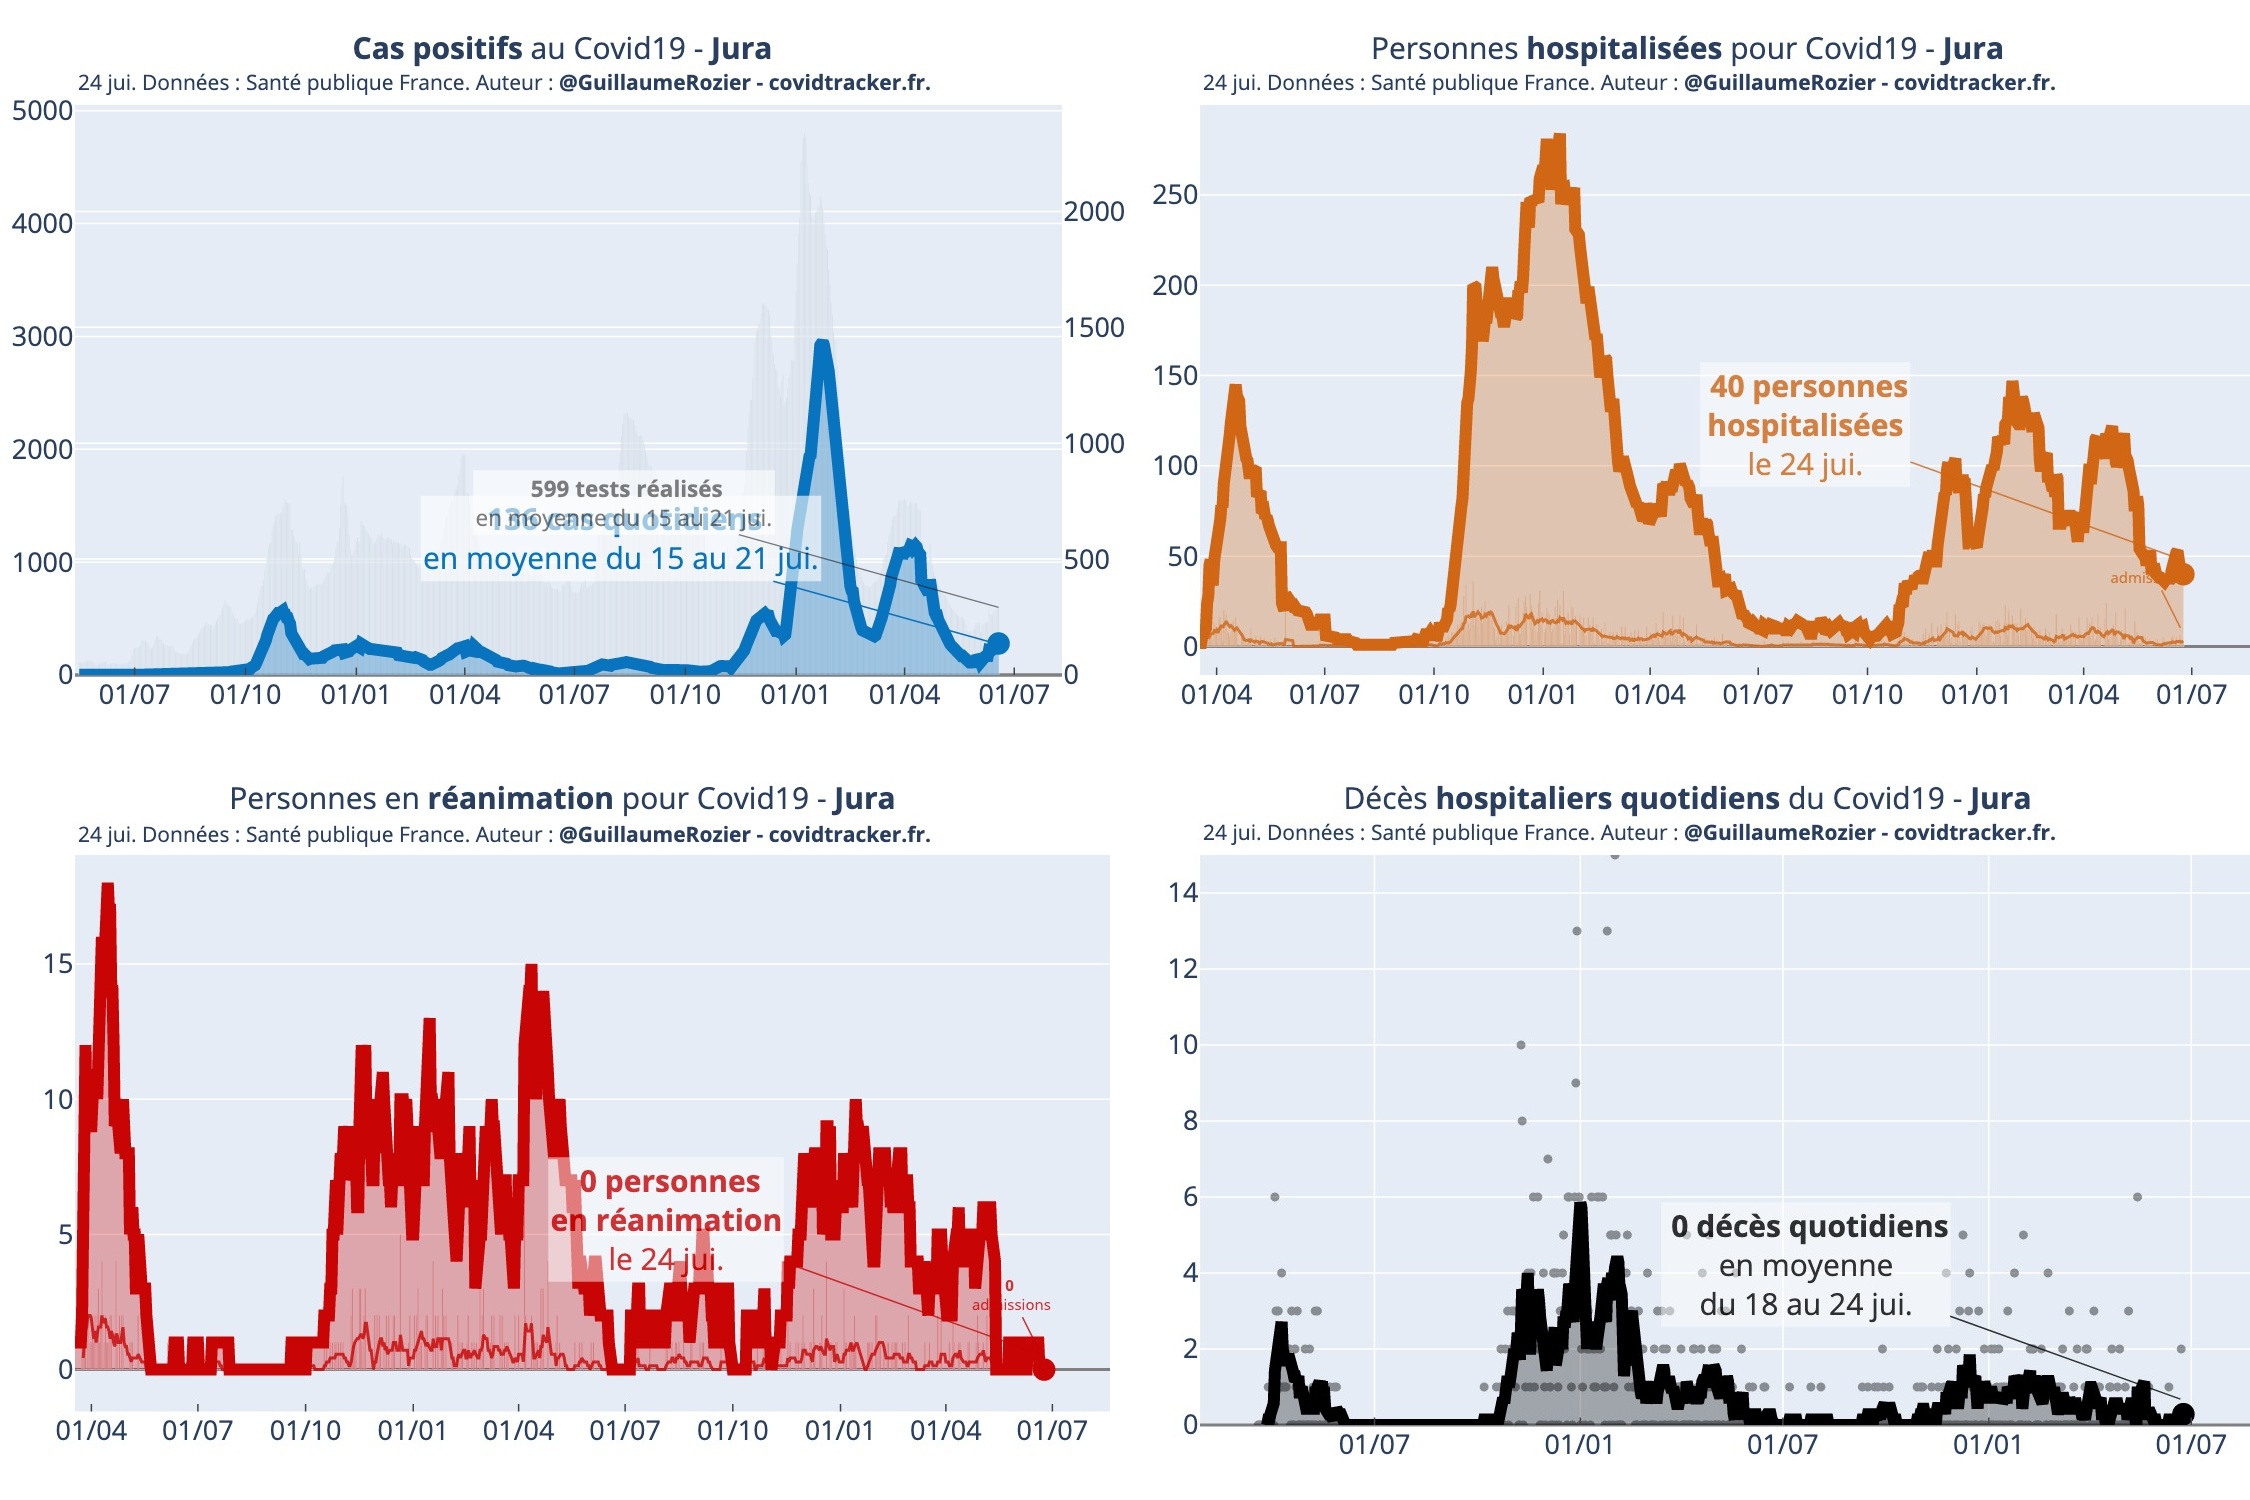 Cas positifs au Covid19 - Jura
24 jui. Données : Santé publique France. Auteur : @GuillaumeRozier - covidtracker.fr.
5000
4000
3000
2000
1000
0
2000
1500
1000
500
0
599 tests réalisés
en moyenne du 15 au 21 jui.
136 cas quotidiens
en moyenne du 15 au 21 jui.
01/07 01/10 01/01 01/04 01/07 01/10 01/01 01/04 01/07
Personnes hospitalisées pour Covid19 - Jura
24 jui. Données : Santé publique France. Auteur : @GuillaumeRozier - covidtracker.fr.
250
200
150
100
50
0
40 personnes
hospitalisées
le 24 jui.
01/04 01/07 01/10 01/01 01/04 01/07 01/10 01/01 01/04 01/07
Personnes en réanimation pour Covid19 - Jura
24 jui. Données : Santé publique France. Auteur : @GuillaumeRozier - covidtracker.fr.
15
10
5
0
0 personnes
en réanimation
le 24 jui.
0
admissions
01/04 01/07 01/10 01/01 01/04 01/07 01/10 01/01 01/04 01/07
Décès hospitaliers quotidiens du Covid19 - Jura
24 jui. Données : Santé publique France. Auteur : @GuillaumeRozier - covidtracker.fr.
14
12
10
8
6
4
2
0
0 décès quotidiens
en moyenne
du 18 au 24 jui.
01/07 01/01 01/07 01/01 01/07